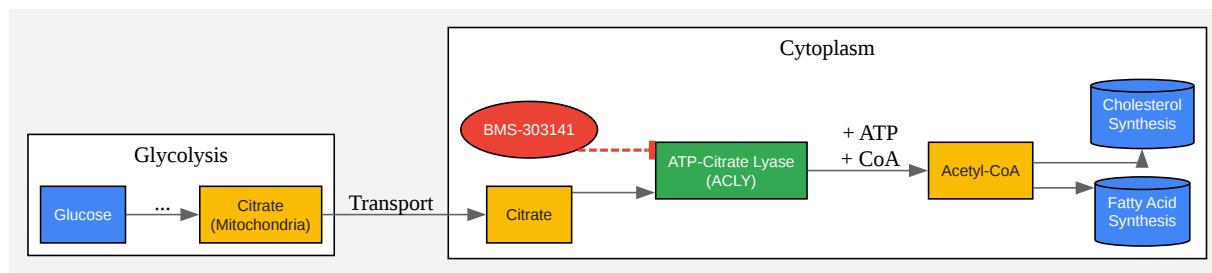 Cytoplasm
BMS-303141
Glycolysis
Glucose
...
Citrate
(Mitochondria)
Transport
Citrate
ATP-Citrate Lyase
(ACLY)
+ ATP
+ CoA
Acetyl-CoA
Cholesterol
Synthesis
Fatty Acid
Synthesis